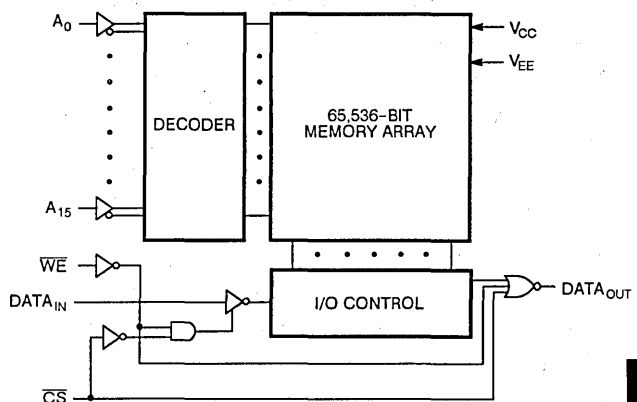 A0
VCC
VEE
DECODER
65,536-BIT
MEMORY ARRAY
A15
WE
DATAIN
I/O CONTROL
DATAOUT
CS